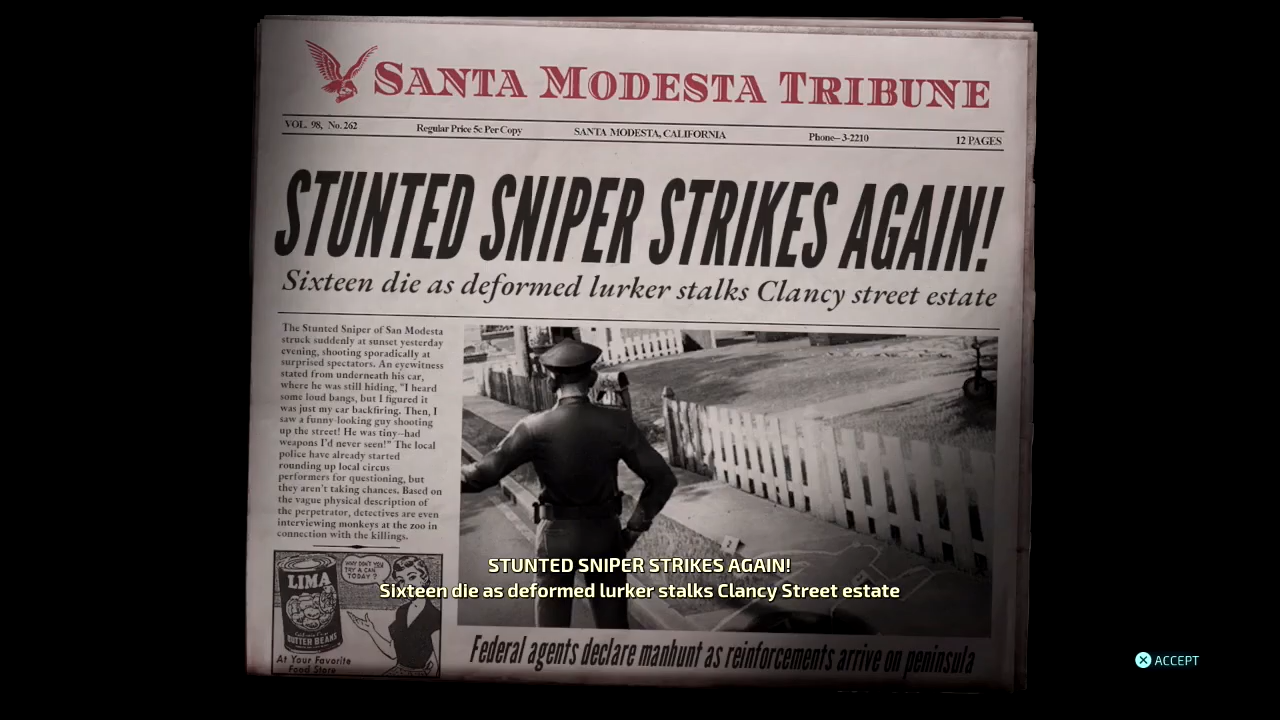 SANTA MODESTA TRIBUNE
VOL. 98, No. 262 Regular Price 5c Per Copy SANTA MODESTA, CALIFORNIA Phone– 3-2210 12 PAGES
STUNTED SNIPER STRIKES AGAIN!
Sixteen die as deformed lurker stalks Clancy street estate
The Stunted Sniper of San Modesta
struck suddenly at sunset yesterday
evening, shooting sporadically at
surprised spectators. An eyewitness
stated from underneath his car,
where he was still hiding, "I heard
some loud bangs, but I figured it
was just my car backfiring. Then, I
saw a funny-looking guy shooting
up the street! He was tiny–had
weapons I'd never seen!" The local
police have already started
rounding up local circus
performers for questioning, but
they aren't taking chances. Based on
the vague physical description of
the perpetrator, detectives are even
interviewing monkeys at the zoo in
connection with the killings.
WHY DON'T YOU
TRY A CAN
TODAY?
LIMA
BUTTER BEANS
At Your Favorite
Food Store
2
STUNTED SNIPER STRIKES AGAIN!
Sixteen die as deformed lurker stalks Clancy Street estate
Federal agents declare manhunt as reinforcements arrive on peninsula
ACCEPT